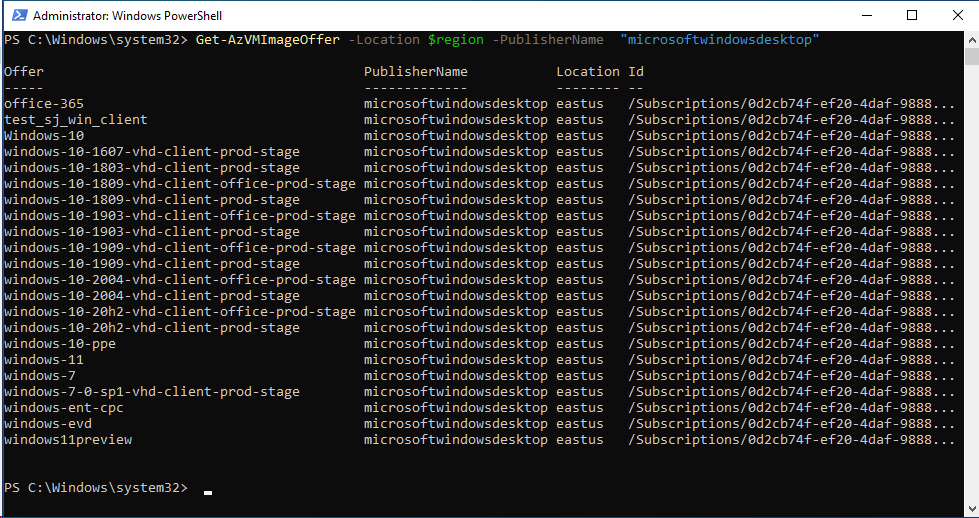 Administrator: Windows PowerShell
PS C:\Windows\system32> Get-AzVMImageOffer -Location $region -PublisherName  "microsoftwindowsdesktop"
Offer PublisherName Location Id
----- ------------- -------- --
office-365 microsoftwindowsdesktop eastus /Subscriptions/0d2cb74f-ef20-4daf-9888...
test_sj_win_client microsoftwindowsdesktop eastus /Subscriptions/0d2cb74f-ef20-4daf-9888...
Windows-10 microsoftwindowsdesktop eastus /Subscriptions/0d2cb74f-ef20-4daf-9888...
windows-10-1607-vhd-client-prod-stage microsoftwindowsdesktop eastus /Subscriptions/0d2cb74f-ef20-4daf-9888...
windows-10-1803-vhd-client-prod-stage microsoftwindowsdesktop eastus /Subscriptions/0d2cb74f-ef20-4daf-9888...
windows-10-1809-vhd-client-office-prod-stage microsoftwindowsdesktop eastus /Subscriptions/0d2cb74f-ef20-4daf-9888...
windows-10-1809-vhd-client-prod-stage microsoftwindowsdesktop eastus /Subscriptions/0d2cb74f-ef20-4daf-9888...
windows-10-1903-vhd-client-office-prod-stage microsoftwindowsdesktop eastus /Subscriptions/0d2cb74f-ef20-4daf-9888...
windows-10-1903-vhd-client-prod-stage microsoftwindowsdesktop eastus /Subscriptions/0d2cb74f-ef20-4daf-9888...
windows-10-1909-vhd-client-office-prod-stage microsoftwindowsdesktop eastus /Subscriptions/0d2cb74f-ef20-4daf-9888...
windows-10-1909-vhd-client-prod-stage microsoftwindowsdesktop eastus /Subscriptions/0d2cb74f-ef20-4daf-9888...
windows-10-2004-vhd-client-office-prod-stage microsoftwindowsdesktop eastus /Subscriptions/0d2cb74f-ef20-4daf-9888...
windows-10-2004-vhd-client-prod-stage microsoftwindowsdesktop eastus /Subscriptions/0d2cb74f-ef20-4daf-9888...
windows-10-20h2-vhd-client-office-prod-stage microsoftwindowsdesktop eastus /Subscriptions/0d2cb74f-ef20-4daf-9888...
windows-10-20h2-vhd-client-prod-stage microsoftwindowsdesktop eastus /Subscriptions/0d2cb74f-ef20-4daf-9888...
windows-10-ppe microsoftwindowsdesktop eastus /Subscriptions/0d2cb74f-ef20-4daf-9888...
windows-11 microsoftwindowsdesktop eastus /Subscriptions/0d2cb74f-ef20-4daf-9888...
windows-7 microsoftwindowsdesktop eastus /Subscriptions/0d2cb74f-ef20-4daf-9888...
windows-7-0-sp1-vhd-client-prod-stage microsoftwindowsdesktop eastus /Subscriptions/0d2cb74f-ef20-4daf-9888...
windows-ent-cpc microsoftwindowsdesktop eastus /Subscriptions/0d2cb74f-ef20-4daf-9888...
windows-evd microsoftwindowsdesktop eastus /Subscriptions/0d2cb74f-ef20-4daf-9888...
windows11preview microsoftwindowsdesktop eastus /Subscriptions/0d2cb74f-ef20-4daf-9888...
PS C:\Windows\system32>